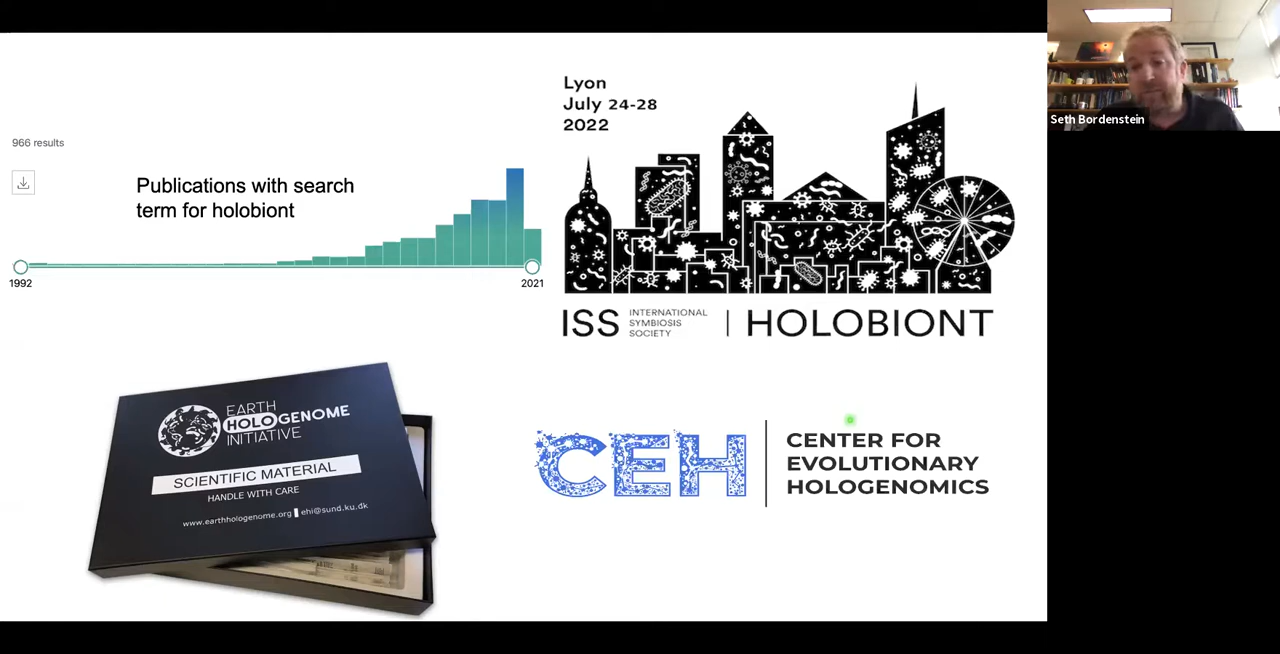 Lyon
July 24-28
2022
Seth Bordenstein
966 results
Publications with search
term for holobiont
1992
2021
ISS
INTERNATIONAL
SYMBIOSIS
SOCIETY
HOLOBIONT
EARTH
HOLOGENOME
INITIATIVE
SCIENTIFIC MATERIAL
HANDLE WITH CARE
www.earthhologenome.org ehi@sund.ku.dk
CEH
CENTER FOR
EVOLUTIONARY
HOLOGENOMICS